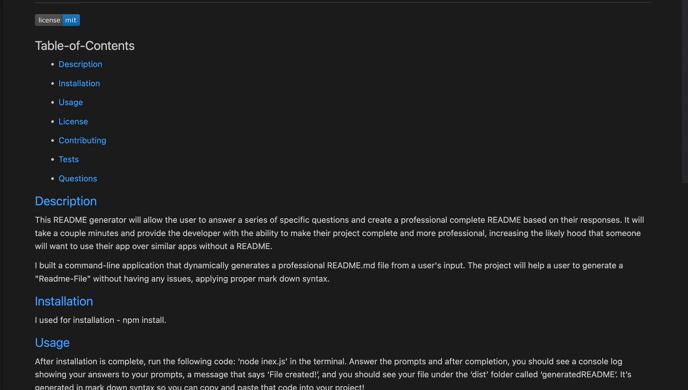 license mit
Table-of-Contents
Description
Installation
Usage
License
Contributing
Tests
Questions
Description
This README generator will allow the user to answer a series of specific questions and create a professional complete README based on their responses. It will
take a couple minutes and provide the developer with the ability to make their project complete and more professional, increasing the likely hood that someone
will want to use their app over similar apps without a README.
I built a command-line application that dynamically generates a professional README.md file from a user's input. The project will help a user to generate a
"Readme-File" without having any issues, applying proper mark down syntax.
Installation
I used for installation - npm install.
Usage
After installation is complete, run the following code: ‘node inex.js’ in the terminal. Answer the prompts and after completion, you should see a console log
showing your answers to your prompts, a message that says ‘File created!’, and you should see your file under the ‘dist’ folder called ‘generatedREADME’. It's
generated in mark down syntax so you can copy and paste that code into your project!